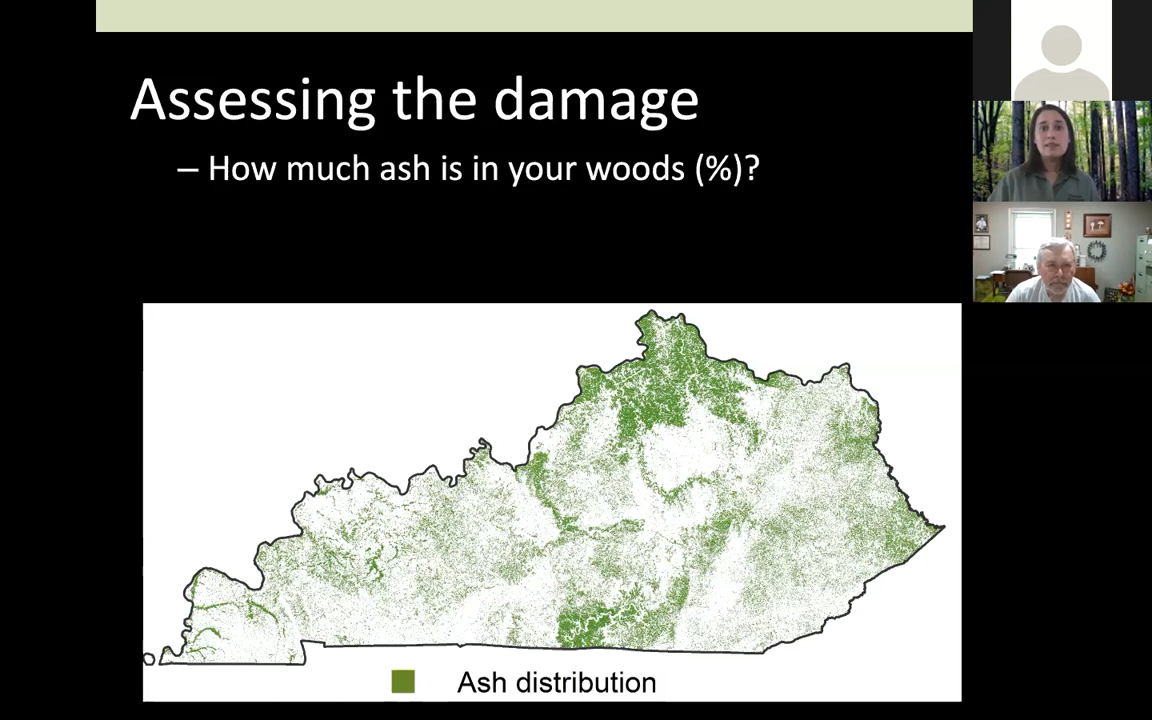 Assessing the damage
– How much ash is in your woods (%)?
Ash distribution